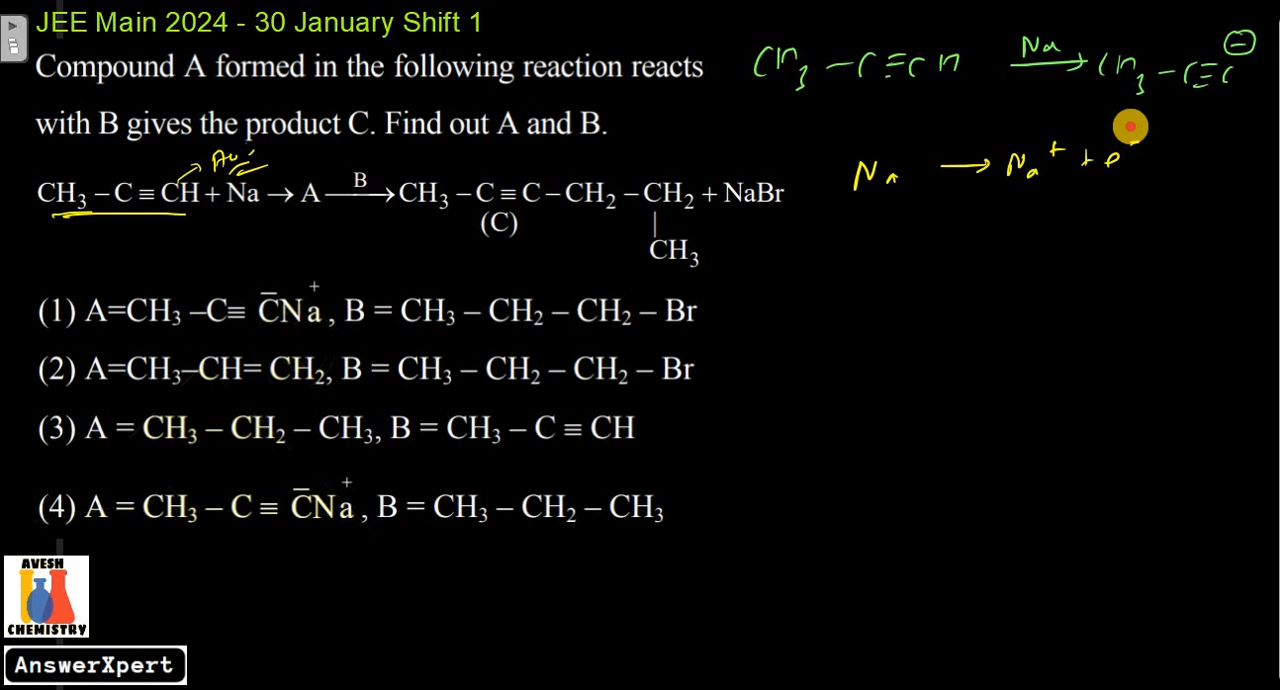 JEE Main 2024 - 30 January Shift 1
Compound A formed in the following reaction reacts
with B gives the product C. Find out A and B.
CH₃ – C ≡ CH + Na → A —B→ CH₃ – C ≡ C – CH₂ – CH₂ + NaBr
(C)
|
CH₃
(1) A=CH₃ –C≡ C̅Na⁺, B = CH₃ – CH₂ – CH₂ – Br
(2) A=CH₃–CH= CH₂, B = CH₃ – CH₂ – CH₂ – Br
(3) A = CH₃ – CH₂ – CH₃, B = CH₃ – C ≡ CH
(4) A = CH₃ – C ≡ C̅Na⁺, B = CH₃ – CH₂ – CH₃
CH₃ – C≡CH —Na→ CH₃ – C≡C⊖
Na → Na⁺ + e⁻
AVESH
CHEMISTRY
AnswerXpert